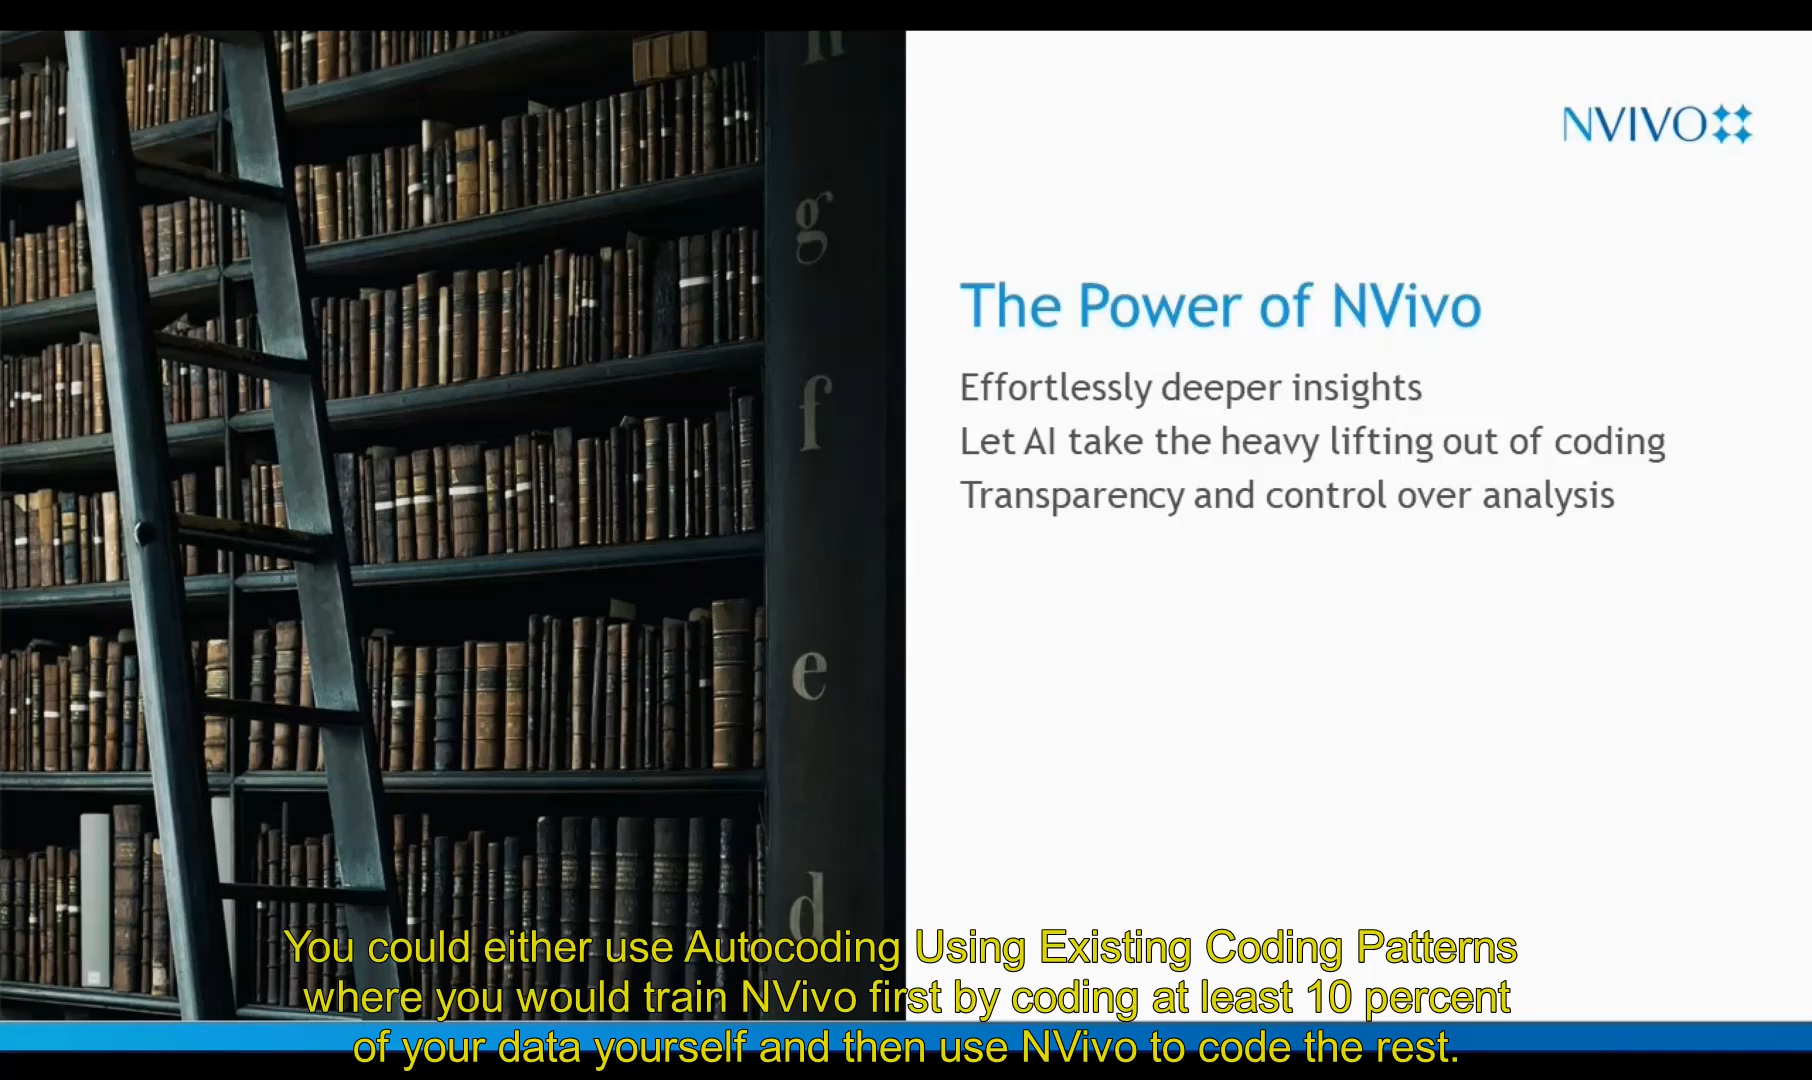 h
g
f
e
d
NVIVO
The Power of NVivo
Effortlessly deeper insights
Let AI take the heavy lifting out of coding
Transparency and control over analysis
You could either use Autocoding Using Existing Coding Patterns
where you would train NVivo first by coding at least 10 percent
of your data yourself and then use NVivo to code the rest.